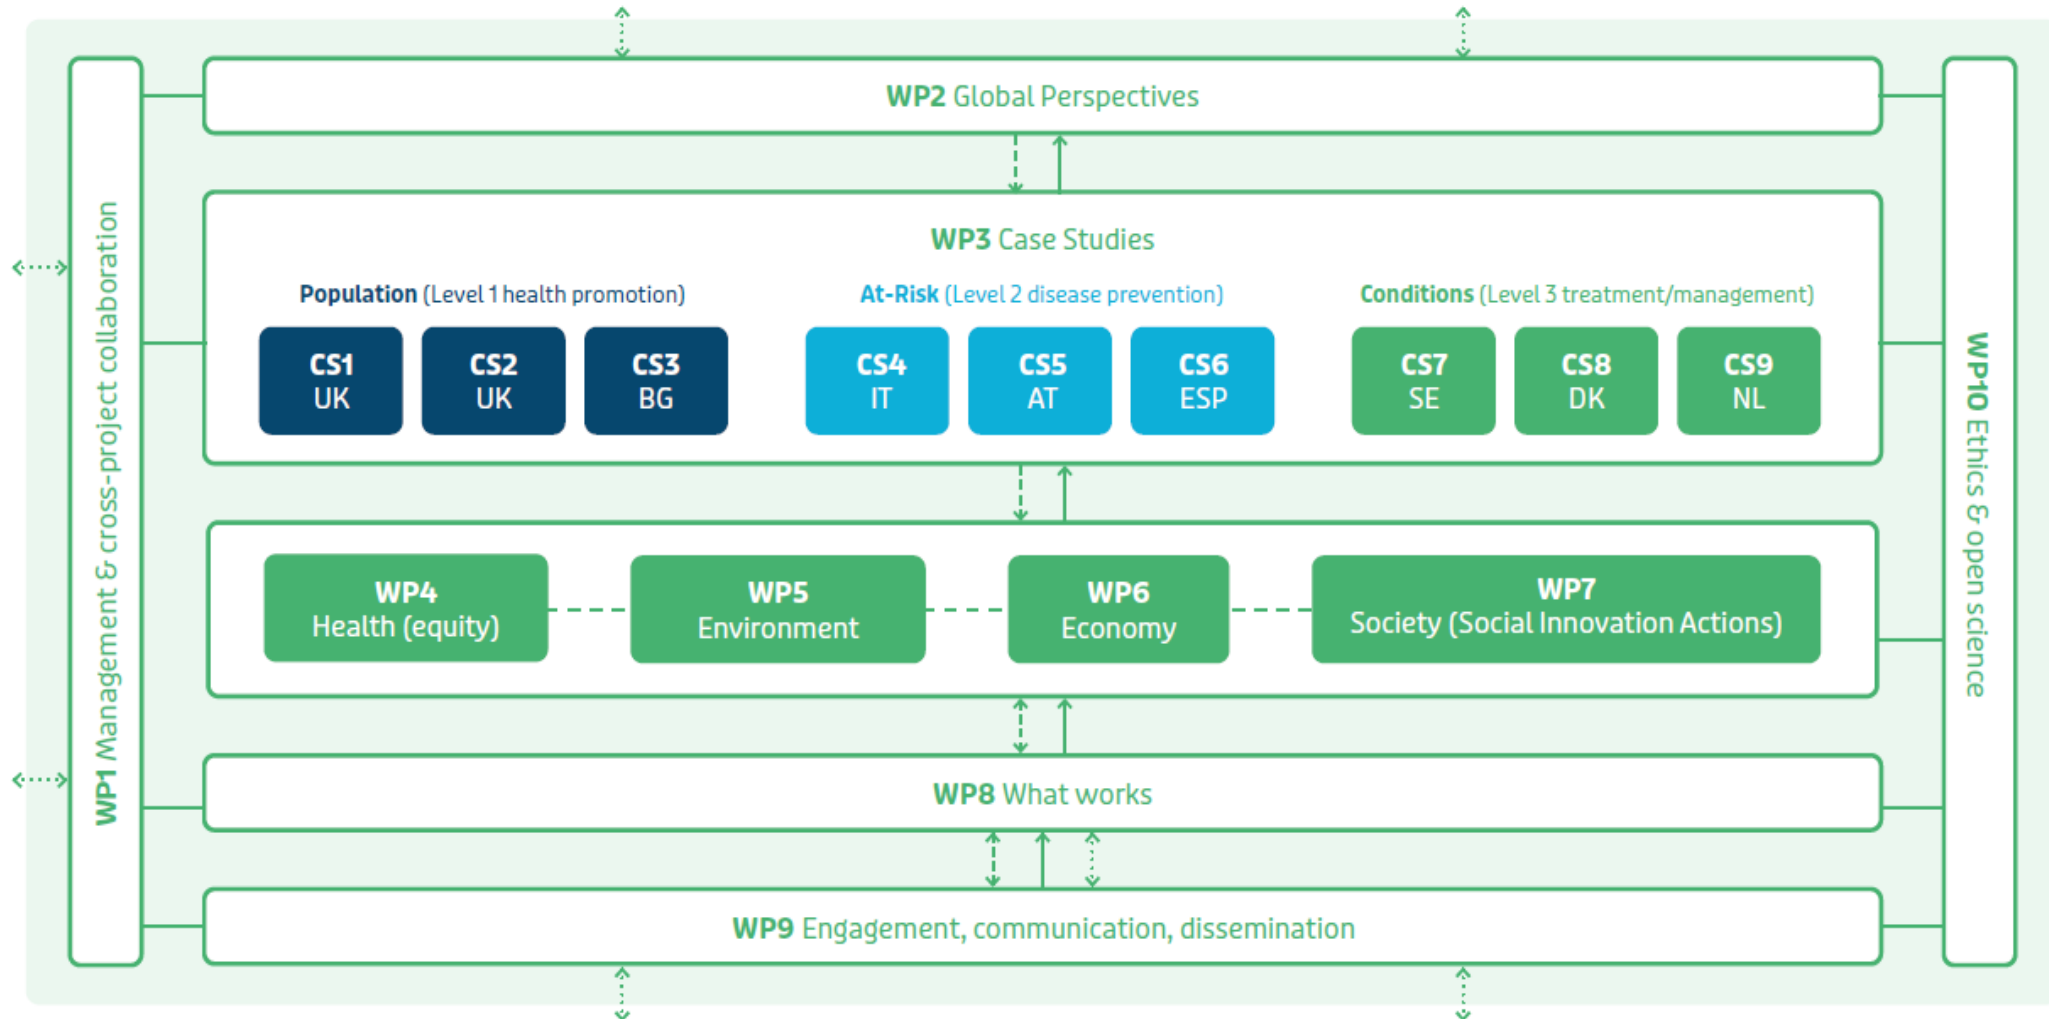 WP1 Management & cross-project collaboration
WP2 Global Perspectives
WP3 Case Studies
Population (Level 1 health promotion)
CS1
UK
CS2
UK
CS3
BG
At-Risk (Level 2 disease prevention)
CS4
IT
CS5
AT
CS6
ESP
Conditions (Level 3 treatment/management)
CS7
SE
CS8
DK
CS9
NL
WP4
Health (equity)
WP5
Environment
WP6
Economy
WP7
Society (Social Innovation Actions)
WP8 What works
WP9 Engagement, communication, dissemination
WP10 Ethics & open science